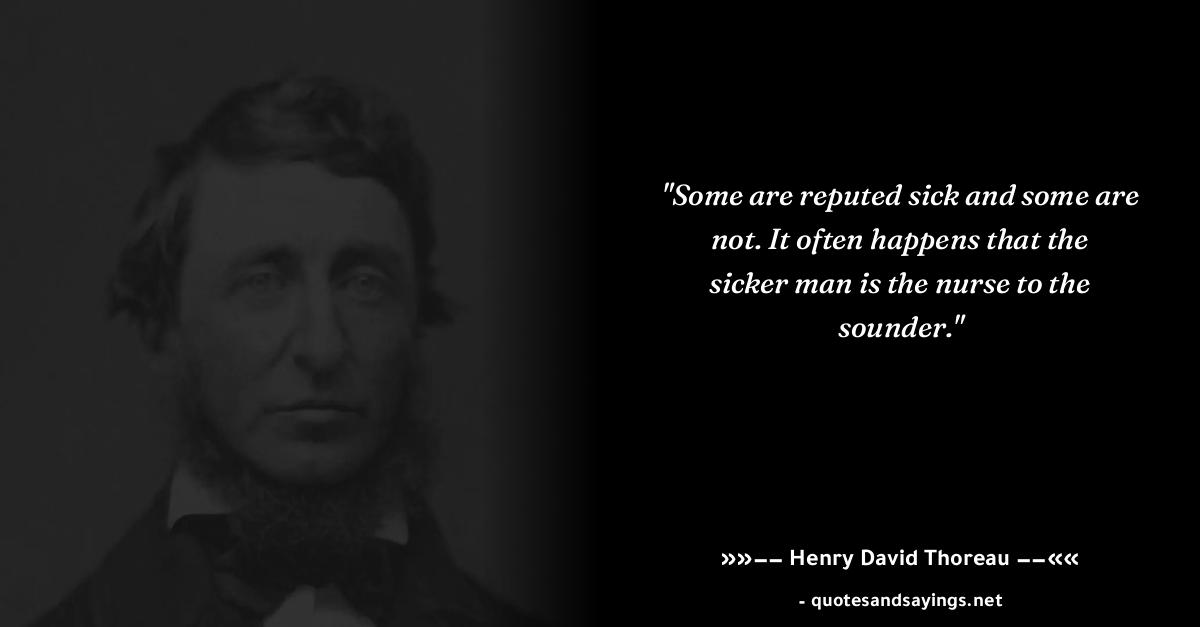 "Some are reputed sick and some are
not. It often happens that the
sicker man is the nurse to the
sounder."
»»−− Henry David Thoreau −−««
- quotesandsayings.net